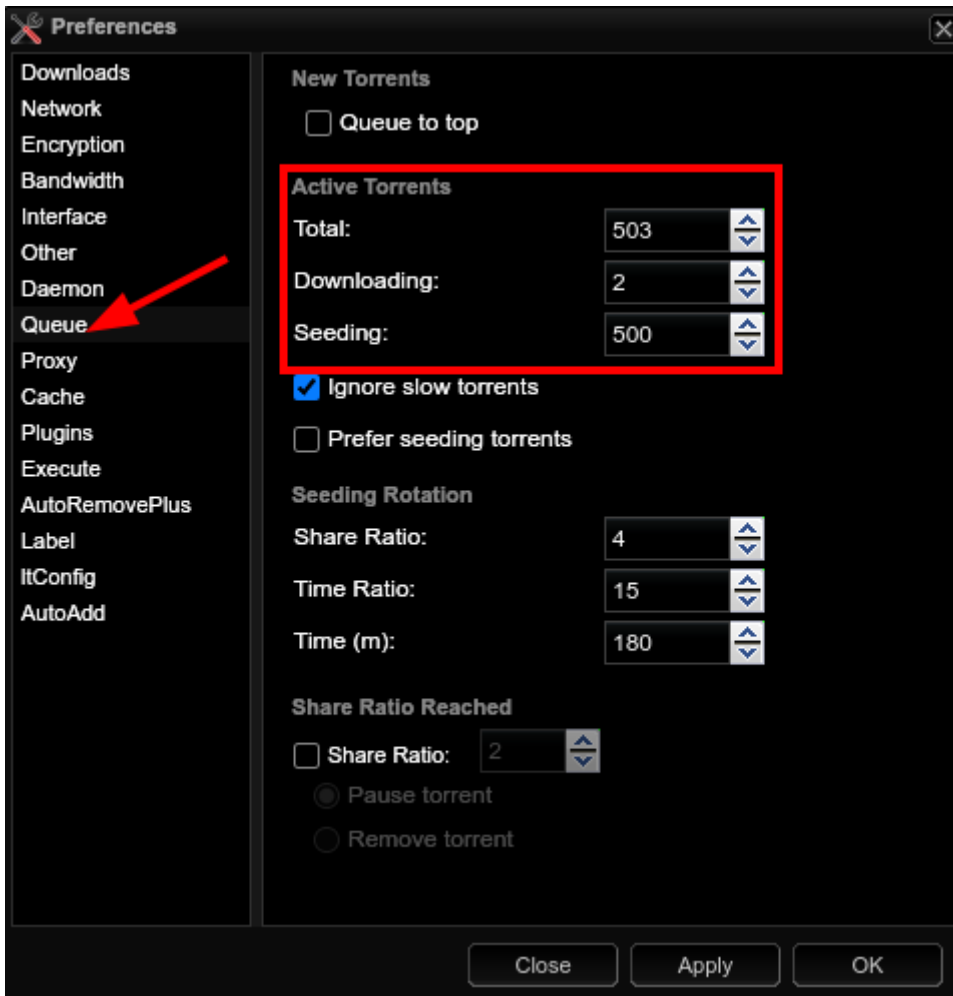 Preferences
Downloads
Network
Encryption
Bandwidth
Interface
Other
Daemon
Queue
Proxy
Cache
Plugins
Execute
AutoRemovePlus
Label
ltConfig
AutoAdd
New Torrents
Queue to top
Active Torrents
Total: 503
Downloading: 2
Seeding: 500
Ignore slow torrents
Prefer seeding torrents
Seeding Rotation
Share Ratio: 4
Time Ratio: 15
Time (m): 180
Share Ratio Reached
Share Ratio: 2
Pause torrent
Remove torrent
Close Apply OK